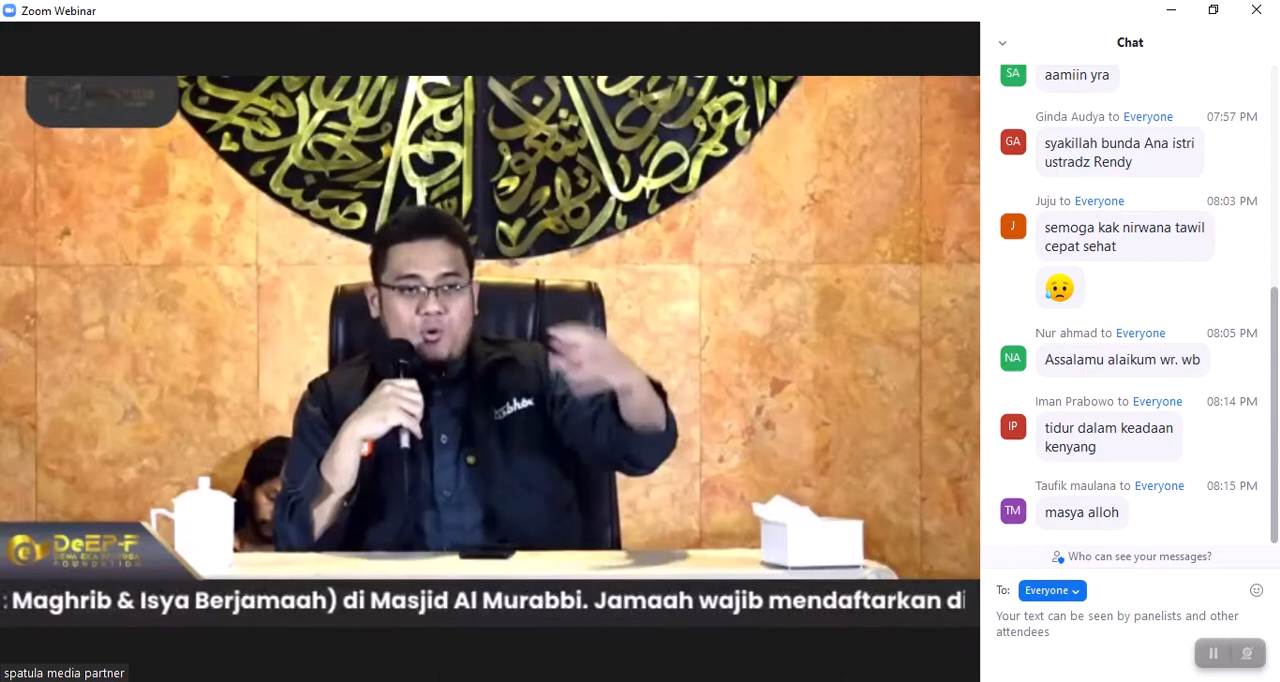 Zoom Webinar
DeEP-F
FOUNDATION
: Maghrib & Isya Berjamaah) di Masjid Al Murabbi. Jamaah wajib mendaftarkan di
spatula media partner
Chat
SA
aamiin yra
Ginda Audya to Everyone 07:57 PM
GA
syakillah bunda Ana istri
ustradz Rendy
Juju to Everyone 08:03 PM
J
semoga kak nirwana tawil
cepat sehat
Nur ahmad to Everyone 08:05 PM
NA
Assalamu alaikum wr. wb
Iman Prabowo to Everyone 08:14 PM
IP
tidur dalam keadaan
kenyang
Taufik maulana to Everyone 08:15 PM
TM
masya alloh
Who can see your messages?
To: Everyone
Your text can be seen by panelists and other
attendees